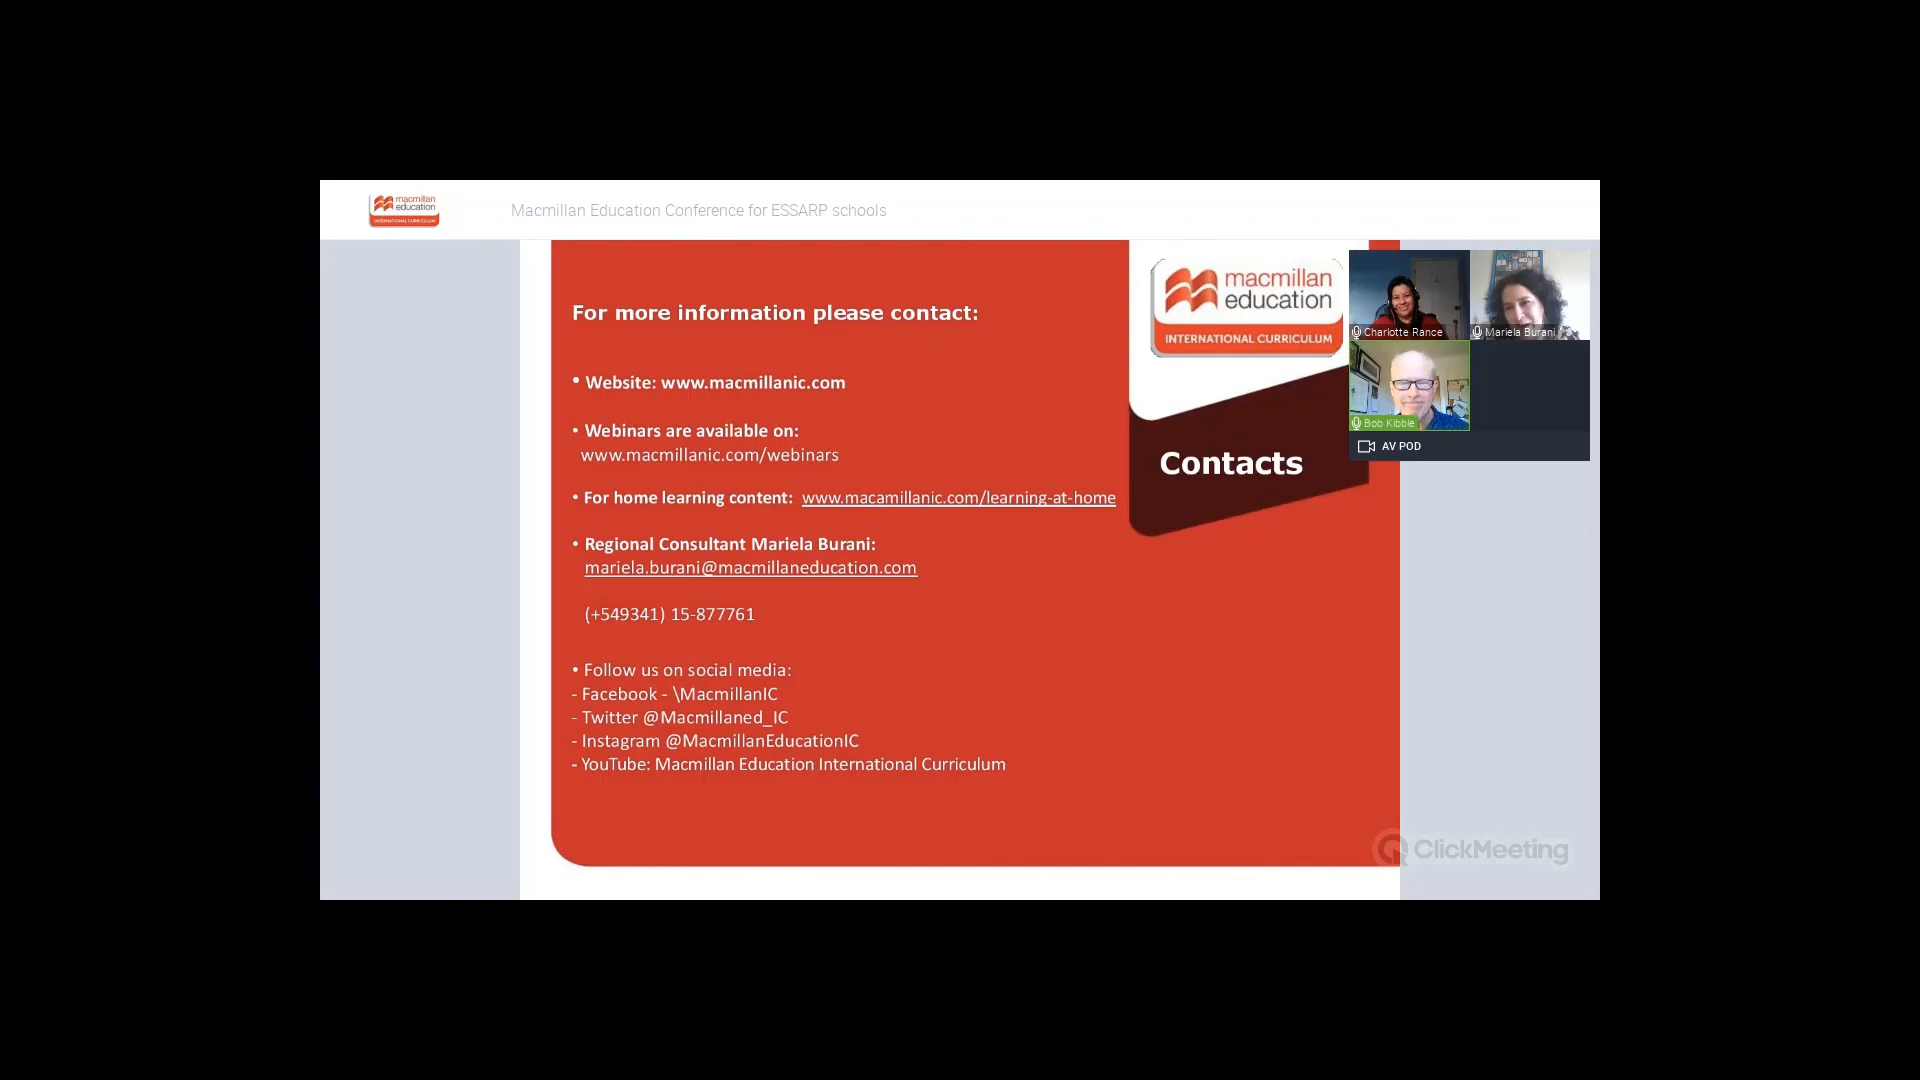 macmillan
education
INTERNATIONAL CURRICULUM
Macmillan Education Conference for ESSARP schools
For more information please contact:
• Website: www.macmillanic.com
• Webinars are available on:
www.macmillanic.com/webinars
• For home learning content: www.macamillanic.com/learning-at-home
• Regional Consultant Mariela Burani:
mariela.burani@macmillaneducation.com
(+549341) 15-877761
• Follow us on social media:
- Facebook - \MacmillanIC
- Twitter @Macmillaned_IC
- Instagram @MacmillanEducationIC
- YouTube: Macmillan Education International Curriculum
macmillan
education
INTERNATIONAL CURRICULUM
Contacts
Charlotte Rance
Mariela Burani
Bob Kibble
AV POD
ClickMeeting